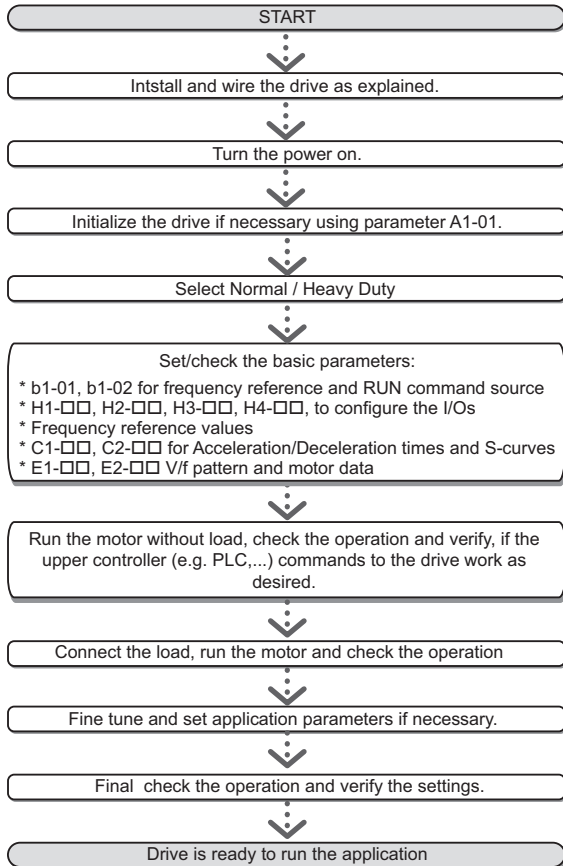 START
Intstall and wire the drive as explained.
Turn the power on.
Initialize the drive if necessary using parameter A1-01.
Select Normal / Heavy Duty
Set/check the basic parameters:
* b1-01, b1-02 for frequency reference and RUN command source
* H1-□□, H2-□□, H3-□□, H4-□□, to configure the I/Os
* Frequency reference values
* C1-□□, C2-□□ for Acceleration/Deceleration times and S-curves
* E1-□□, E2-□□ V/f pattern and motor data
Run the motor without load, check the operation and verify, if the
upper controller (e.g. PLC,...) commands to the drive work as
desired.
Connect the load, run the motor and check the operation
Fine tune and set application parameters if necessary.
Final  check the operation and verify the settings.
Drive is ready to run the application